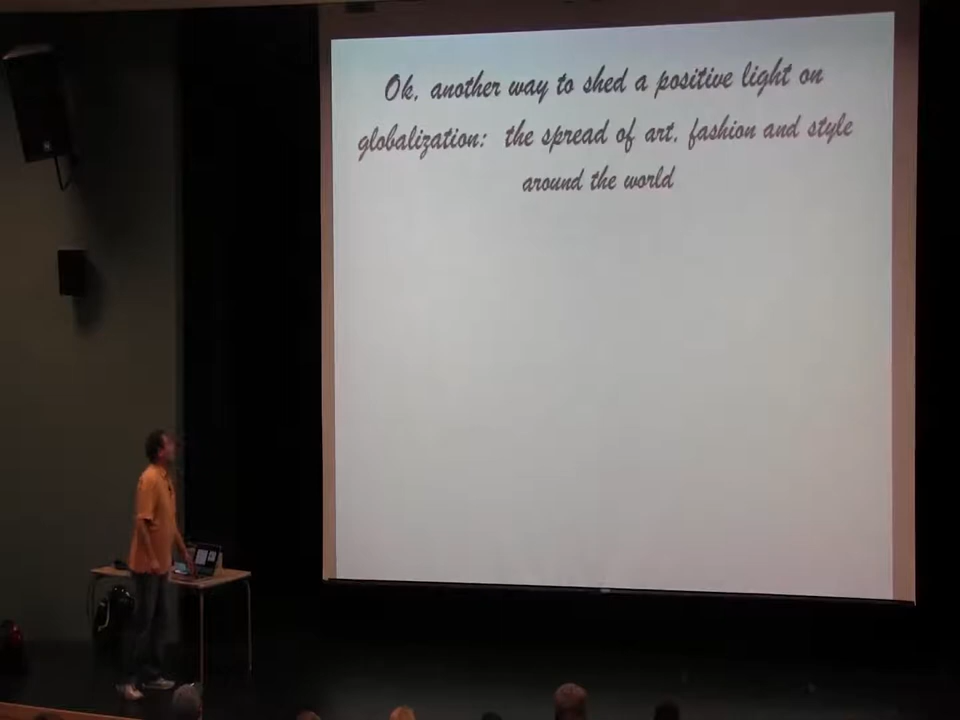 Ok, another way to shed a positive light on
globalization: the spread of art, fashion and style
around the world